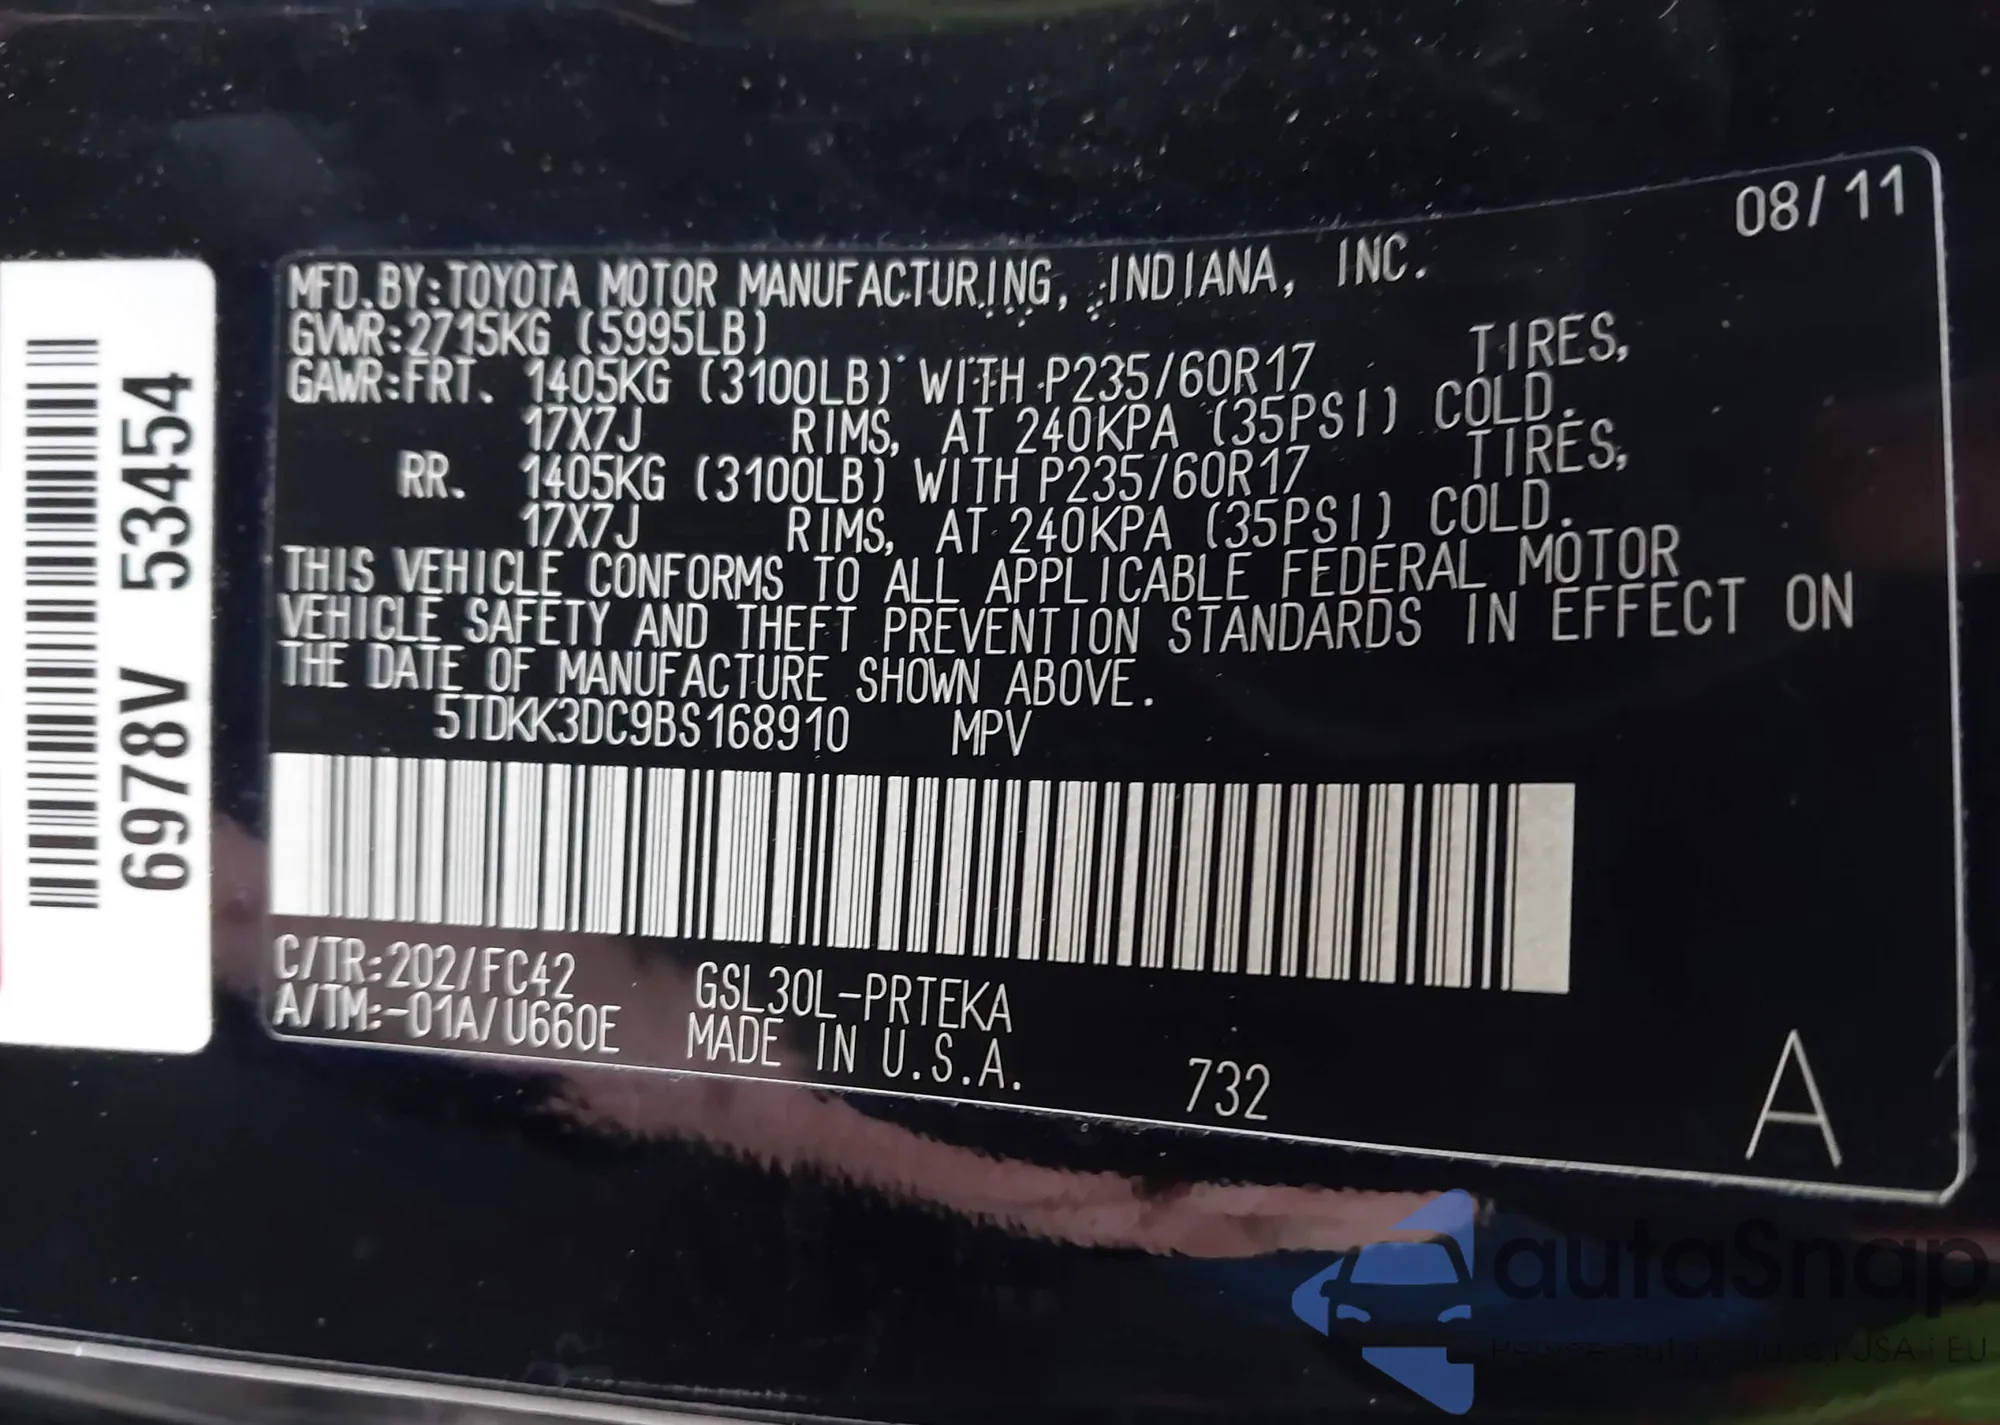 08/11
MFD.BY:TOYOTA MOTOR MANUFACTURING, INDIANA, INC.
GVWR:2715KG (5995LB)
GAWR:FRT. 1405KG (3100LB) WITH P235/60R17 TIRES,
17X7J RIMS, AT 240KPA (35PSI) COLD.
RR. 1405KG (3100LB) WITH P235/60R17 TIRES,
17X7J RIMS, AT 240KPA (35PSI) COLD.
THIS VEHICLE CONFORMS TO ALL APPLICABLE FEDERAL MOTOR
VEHICLE SAFETY AND THEFT PREVENTION STANDARDS IN EFFECT ON
THE DATE OF MANUFACTURE SHOWN ABOVE.
5TDKK3DC9BS168910 MPV
C/TR:202/FC42 GSL30L-PRTEKA
A/TM:-01A/U660E MADE IN U.S.A.
732
A
6978V 53454
autoSnap
USA i EU